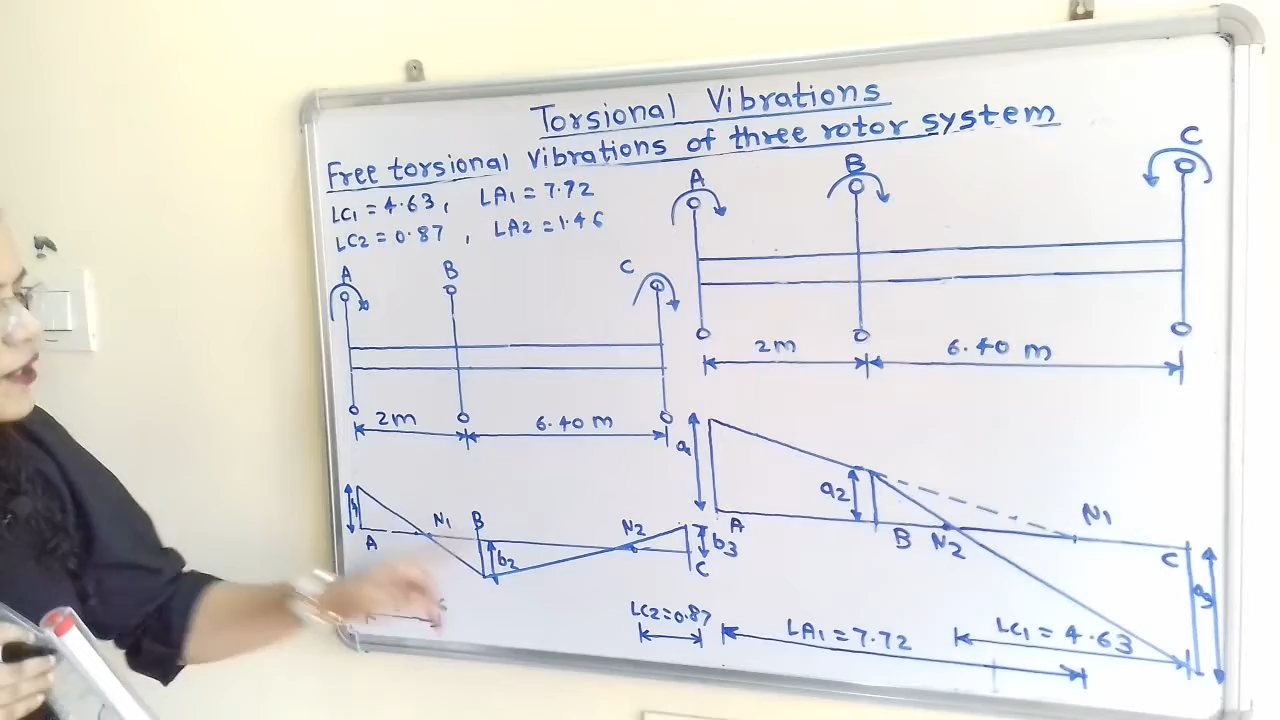 Torsional Vibrations
Free torsional vibrations of three rotor system
LC1 = 4.63, LA1 = 7.72
LC2 = 0.87, LA2 = 1.46
A B C
2m 6.40 m
A N1 B b2 N2 b3 C
LC2 = 0.87
A B C
2m 6.40 m
a2 A B N2 N1 C
LA1 = 7.72 LC1 = 4.63